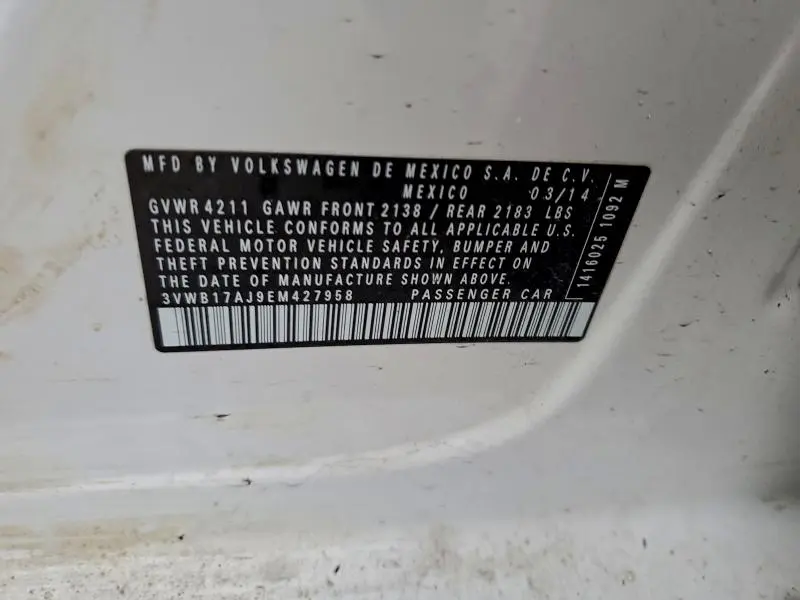 MFD BY VOLKSWAGEN DE MEXICO S.A. DE C.V.
MEXICO 03/14
GVWR 4211 GAWR FRONT 2138 / REAR 2183 LBS
THIS VEHICLE CONFORMS TO ALL APPLICABLE U.S.
FEDERAL MOTOR VEHICLE SAFETY, BUMPER AND
THEFT PREVENTION STANDARDS IN EFFECT ON
THE DATE OF MANUFACTURE SHOWN ABOVE.
3VWB17AJ9EM427958 PASSENGER CAR
1416025 1092 M